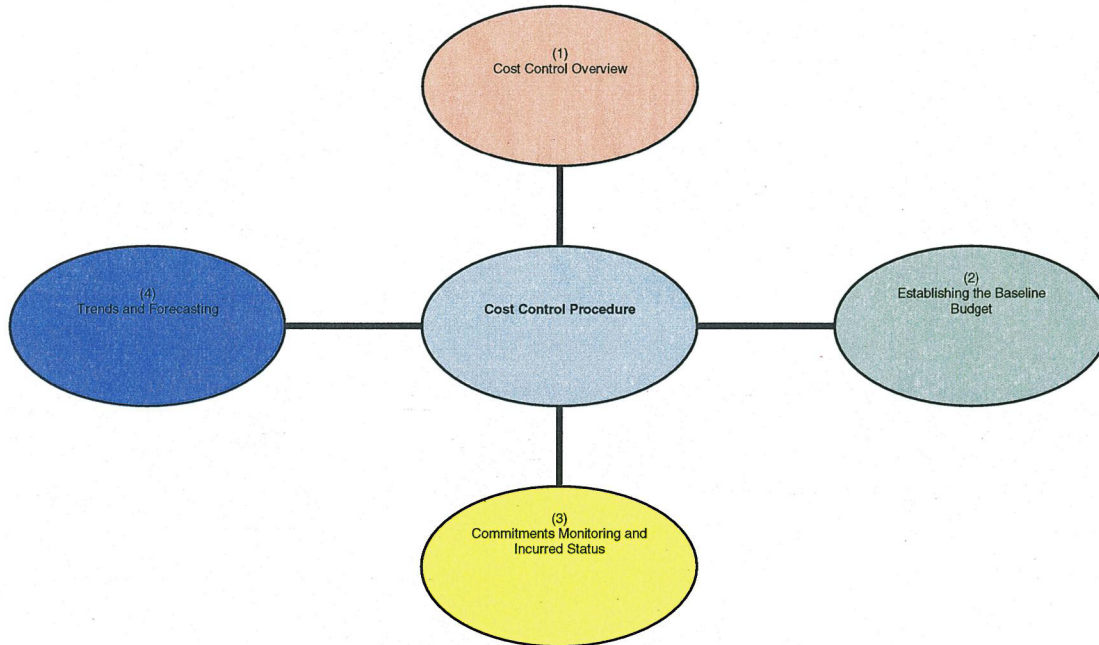 (1)
Cost Control Overview
(4)
Trends and Forecasting
Cost Control Procedure
(2)
Establishing the Baseline
Budget
(3)
Commitments Monitoring and
Incurred Status